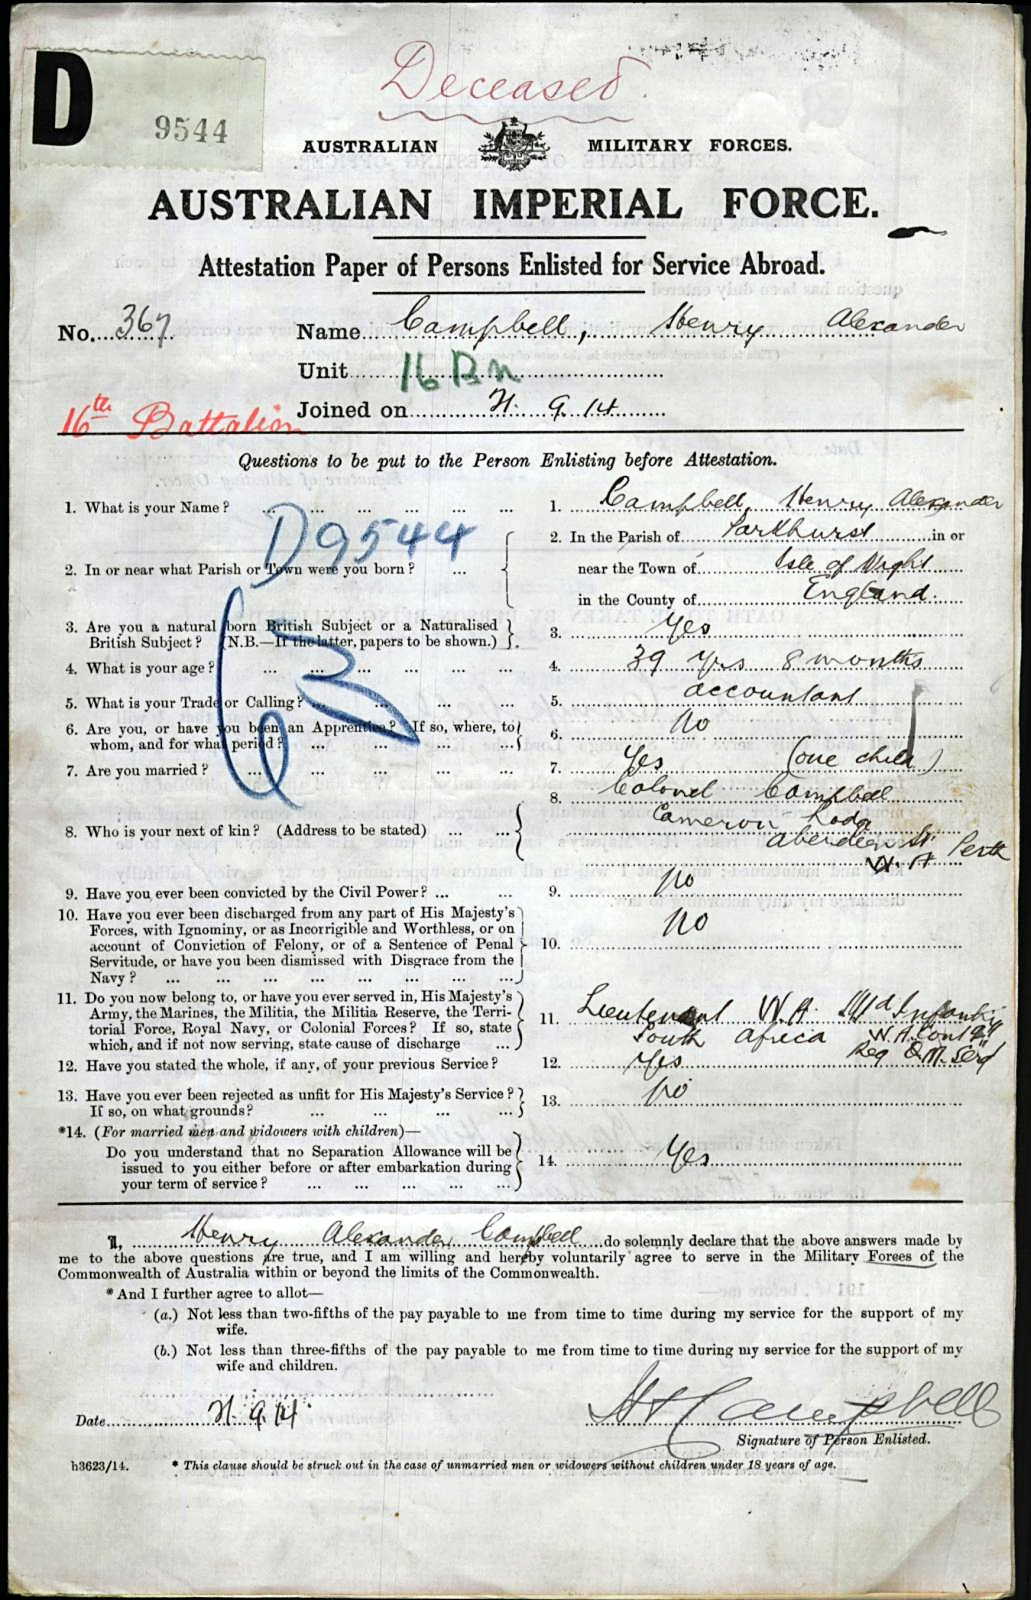 Deceased.
D
9544
AUSTRALIAN MILITARY FORCES.
AUSTRALIAN IMPERIAL FORCE.
Attestation Paper of Persons Enlisted for Service Abroad.
No. 367 Name Campbell, Henry Alexander
Unit 16 Bn
16th Battalion
Joined on 9 14
Questions to be put to the Person Enlisting before Attestation.
1. What is your Name? ... ... ... ... ... 1. Campbell, Henry Alexander
D9544
2. In the Parish of Parkhurst in or
2. In or near what Parish or Town were you born? ... near the Town of Isle of Wight
in the County of England.
3. Are you a natural born British Subject or a Naturalised
British Subject? (N.B.—If the latter, papers to be shown.) 3. Yes
4. What is your age? ... ... ... ... ... 4. 39 yrs 8 months
5. What is your Trade or Calling? ... ... ... ... 5. accountant
6. Are you, or have you been an Apprentice? If so, where, to
whom, and for what period? ... ... ... ... 6. No
7. Are you married? ... ... ... ... ... 7. Yes (one child)
8. Colonel Campbell
8. Who is your next of kin? (Address to be stated) ... ... Cameron
Aberdeen St. Perth
W.A
9. Have you ever been convicted by the Civil Power? ... ... 9. No
10. Have you ever been discharged from any part of His Majesty's
Forces, with Ignominy, or as Incorrigible and Worthless, or on
account of Conviction of Felony, or of a Sentence of Penal
Servitude, or have you been dismissed with Disgrace from the
Navy? ... ... ... ... ... ... ... ... 10. No
11. Do you now belong to, or have you ever served in, His Majesty's
Army, the Marines, the Militia, the Militia Reserve, the Terri-
torial Force, Royal Navy, or Colonial Forces? If so, state
which, and if not now serving, state cause of discharge ... 11. Lieutenant W.A. Mtd Infantry
South Africa W.A. Contg
Reg Q.M. Serg
12. Have you stated the whole, if any, of your previous Service? 12. Yes
13. Have you ever been rejected as unfit for His Majesty's Service?
If so, on what grounds? ... ... ... ... 13. No
*14. (For married men and widowers with children)—
Do you understand that no Separation Allowance will be
issued to you either before or after embarkation during
your term of service? ... ... ... ... ... 14. Yes
I, Henry Alexander Campbell do solemnly declare that the above answers made by
me to the above questions are true, and I am willing and hereby voluntarily agree to serve in the Military Forces of the
Commonwealth of Australia within or beyond the limits of the Commonwealth.
* And I further agree to allot—
(a.) Not less than two-fifths of the pay payable to me from time to time during my service for the support of my
wife.
(b.) Not less than three-fifths of the pay payable to me from time to time during my service for the support of my
wife and children.
Date 9 14 H A Campbell
Signature of Person Enlisted.
h3623/14. * This clause should be struck out in the case of unmarried men or widowers without children under 18 years of age.